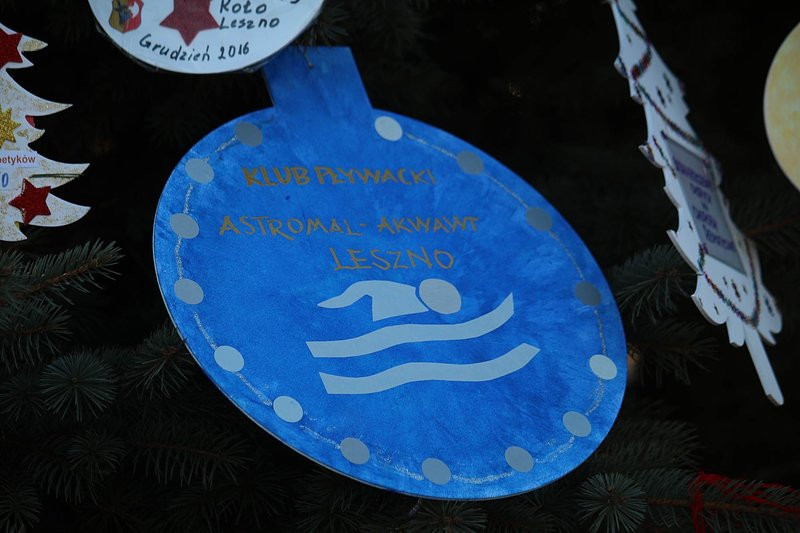 Koło
Leszno
Grudzień 2016
KLUB PŁYWACKI
ASTROMAL - AKWAWIT
LESZNO